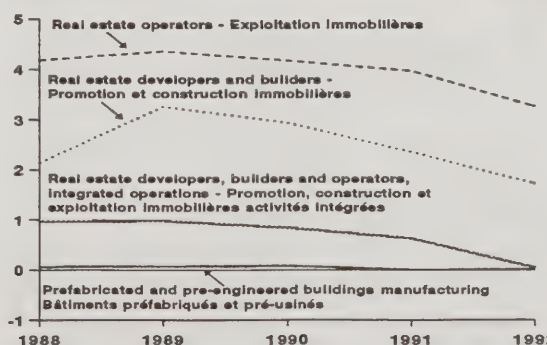 5
Real estate operators - Exploitation immobilières
4
Real estate developers and builders -
Promotion et construction immobilières
3
2
Real estate developers, builders and operators,
integrated operations - Promotion, construction et
exploitation immobilières activités intégrées
1
0
Prefabricated and pre-engineered buildings manufacturing
Bâtiments préfabriqués et pré-usinés
-1
1988 1989 1990 1991